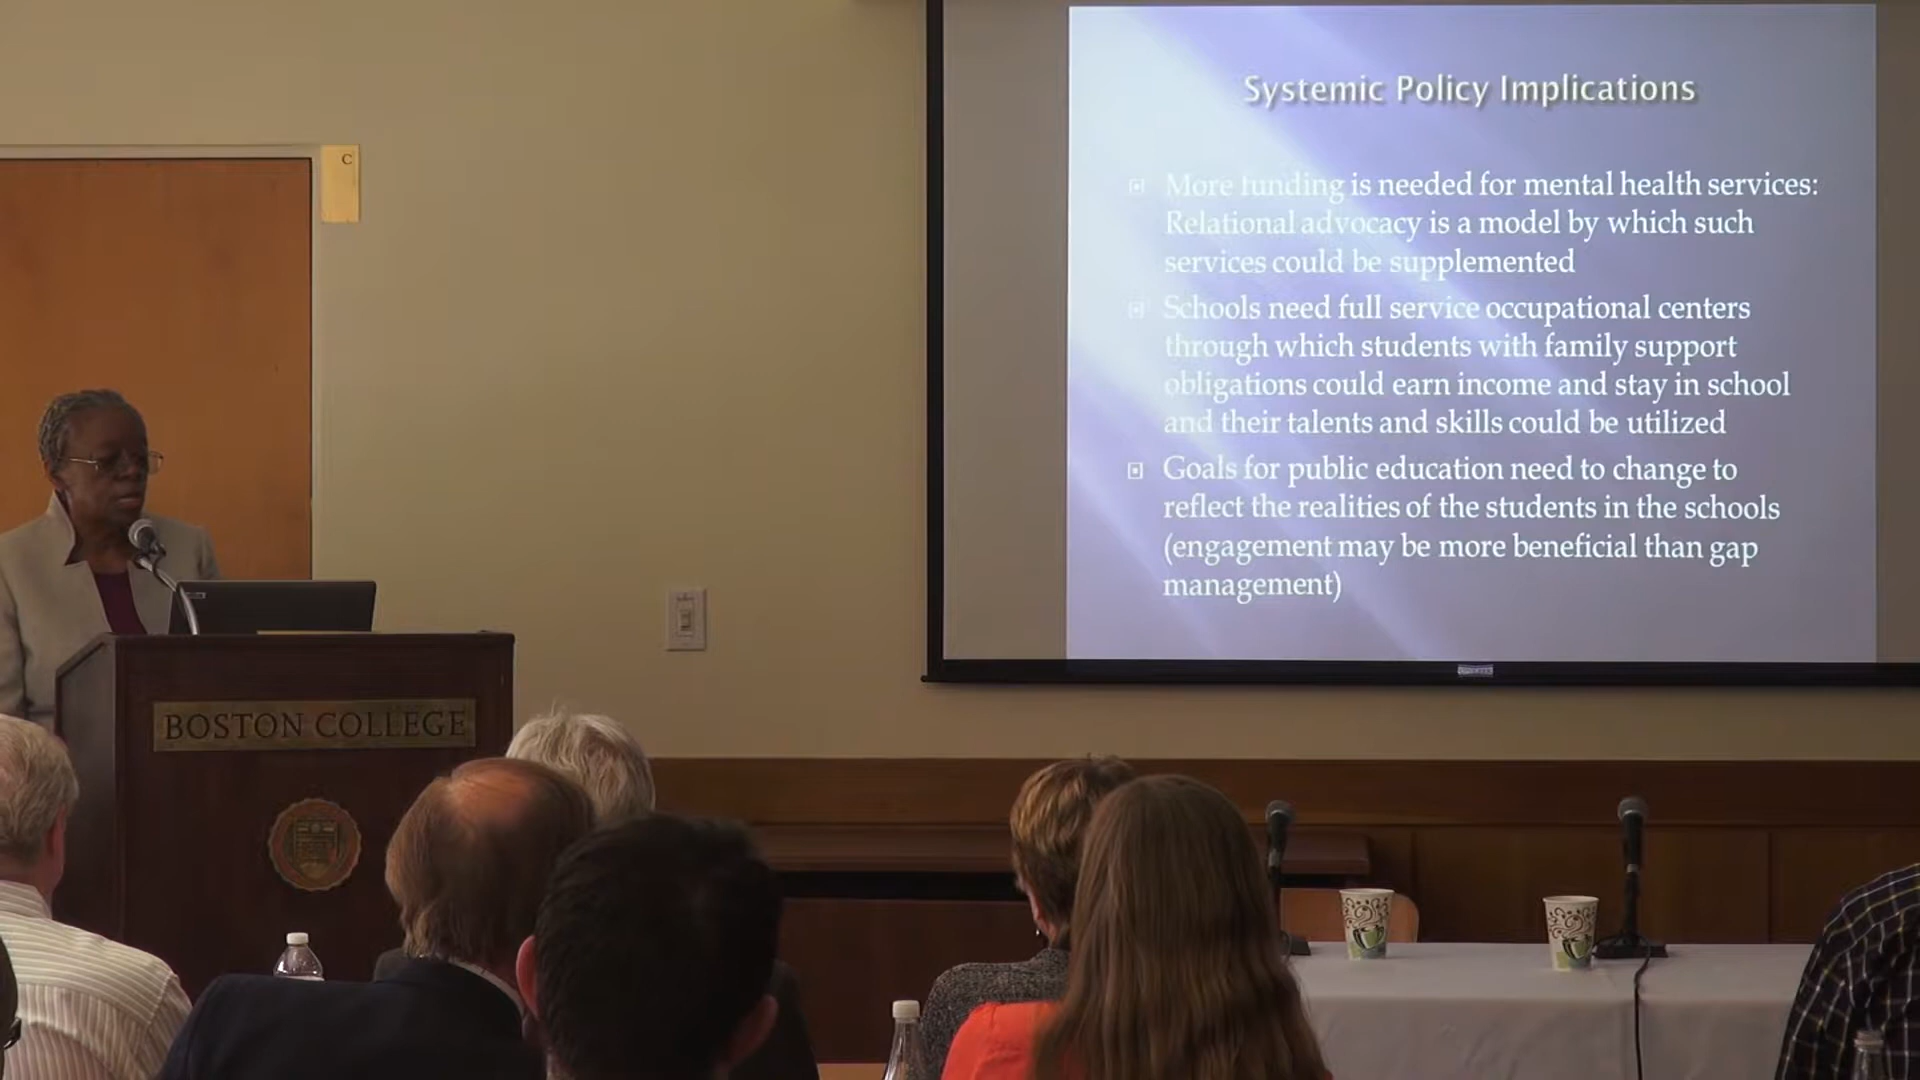 C
Systemic Policy Implications
More funding is needed for mental health services:
Relational advocacy is a model by which such
services could be supplemented
Schools need full service occupational centers
through which students with family support
obligations could earn income and stay in school
and their talents and skills could be utilized
Goals for public education need to change to
reflect the realities of the students in the schools
(engagement may be more beneficial than gap
management)
BOSTON COLLEGE